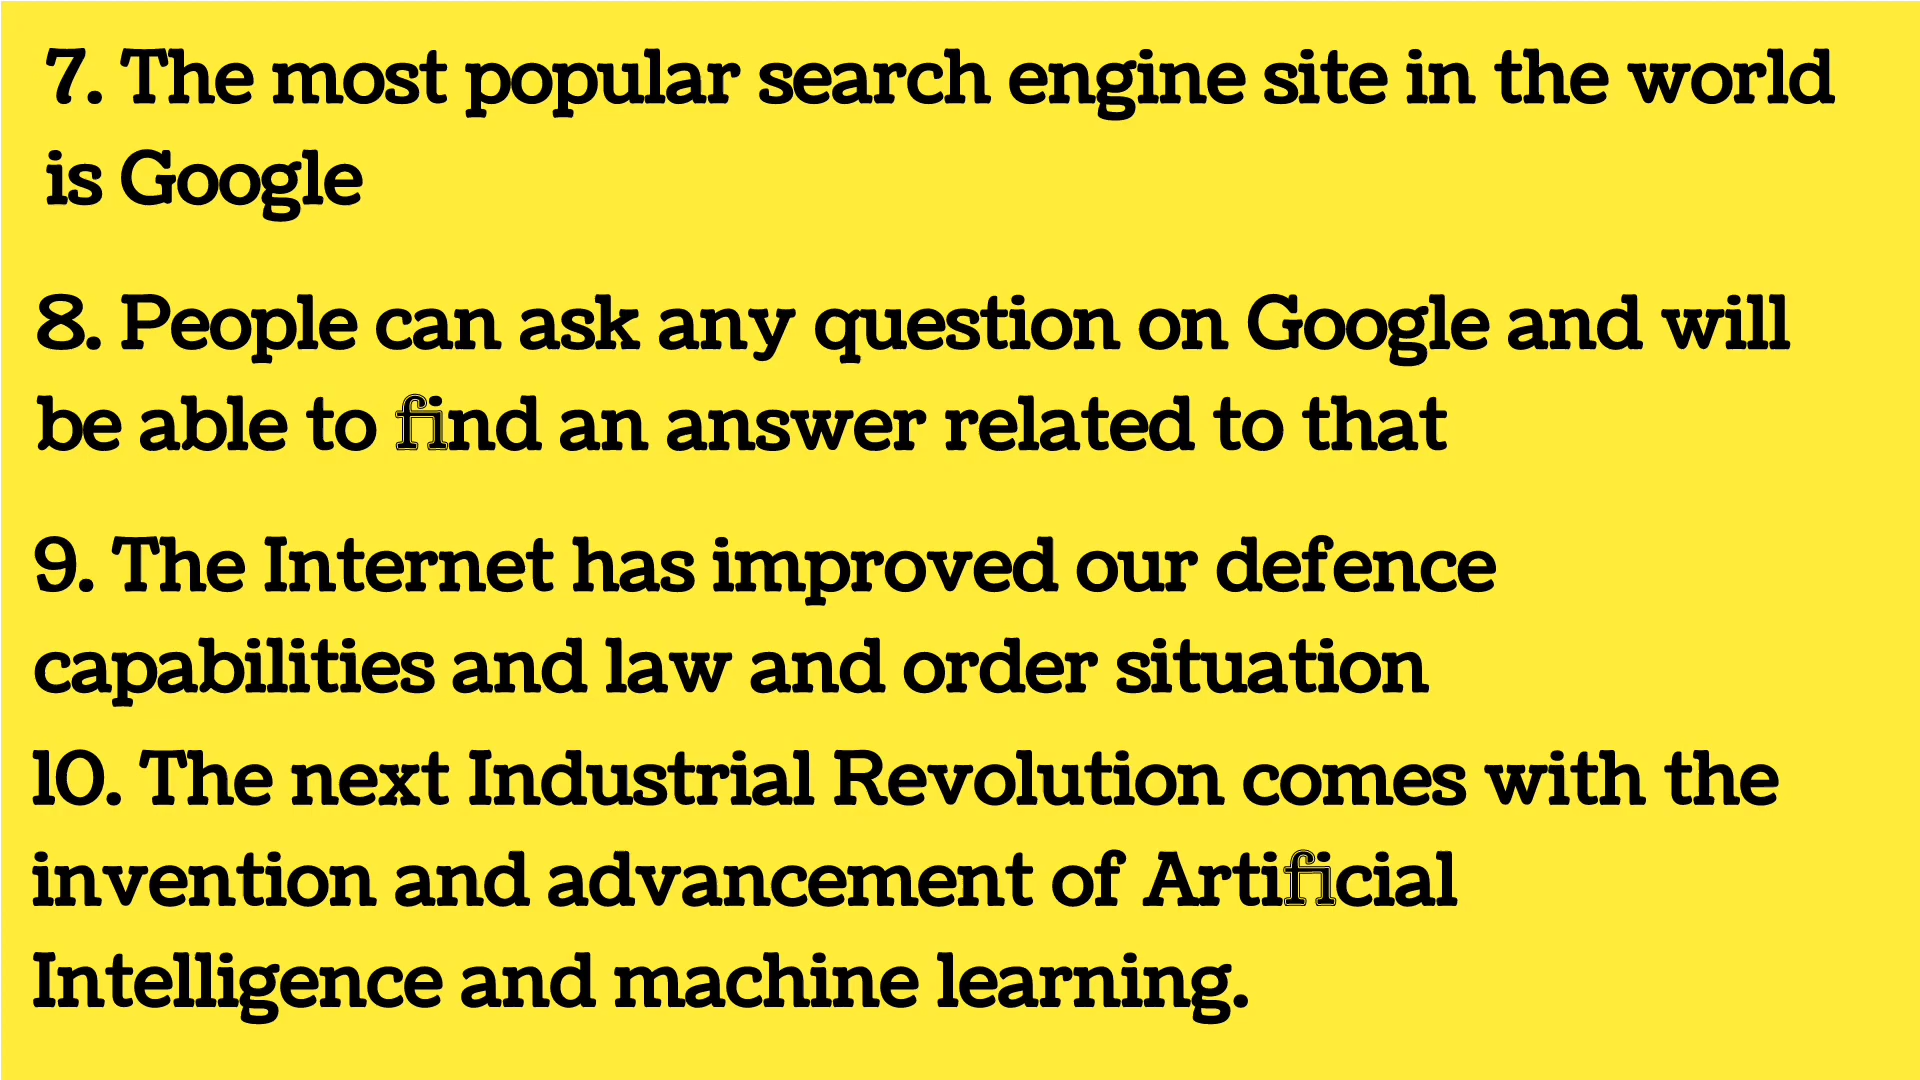 7. The most popular search engine site in the world
is Google
8. People can ask any question on Google and will
be able to find an answer related to that
9. The Internet has improved our defence
capabilities and law and order situation
10. The next Industrial Revolution comes with the
invention and advancement of Artificial
Intelligence and machine learning.